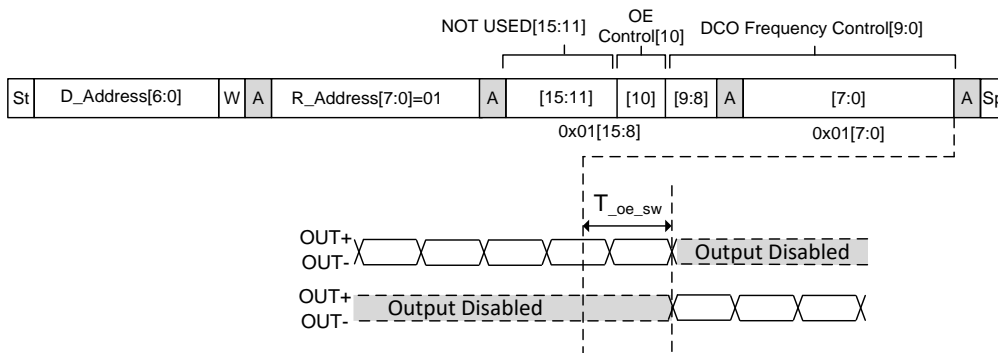 NOT USED[15:11]
OE
Control[10]
DCO Frequency Control[9:0]
St D_Address[6:0] W A R_Address[7:0]=01 A [15:11] [10] [9:8] A [7:0] A Sp
0x01[15:8] 0x01[7:0]
T_oe_sw
OUT+
OUT-
Output Disabled
OUT+
OUT-
Output Disabled